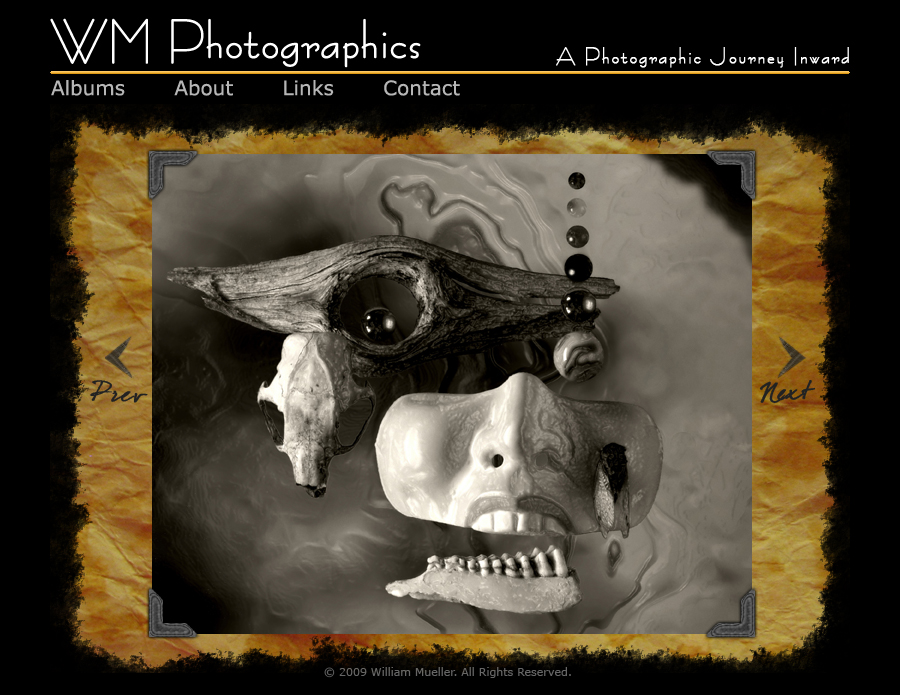 WM Photographics
A Photographic Journey Inward
Albums About Links Contact
Prev
Next
© 2009 William Mueller. All Rights Reserved.